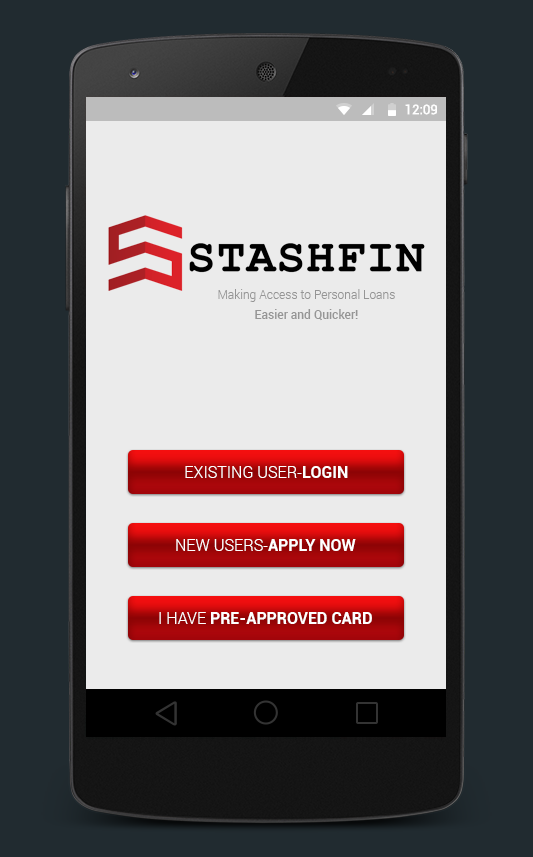 12:09
STASHFIN
Making Access to Personal Loans
Easier and Quicker!
EXISTING USER-LOGIN
NEW USERS-APPLY NOW
I HAVE PRE-APPROVED CARD